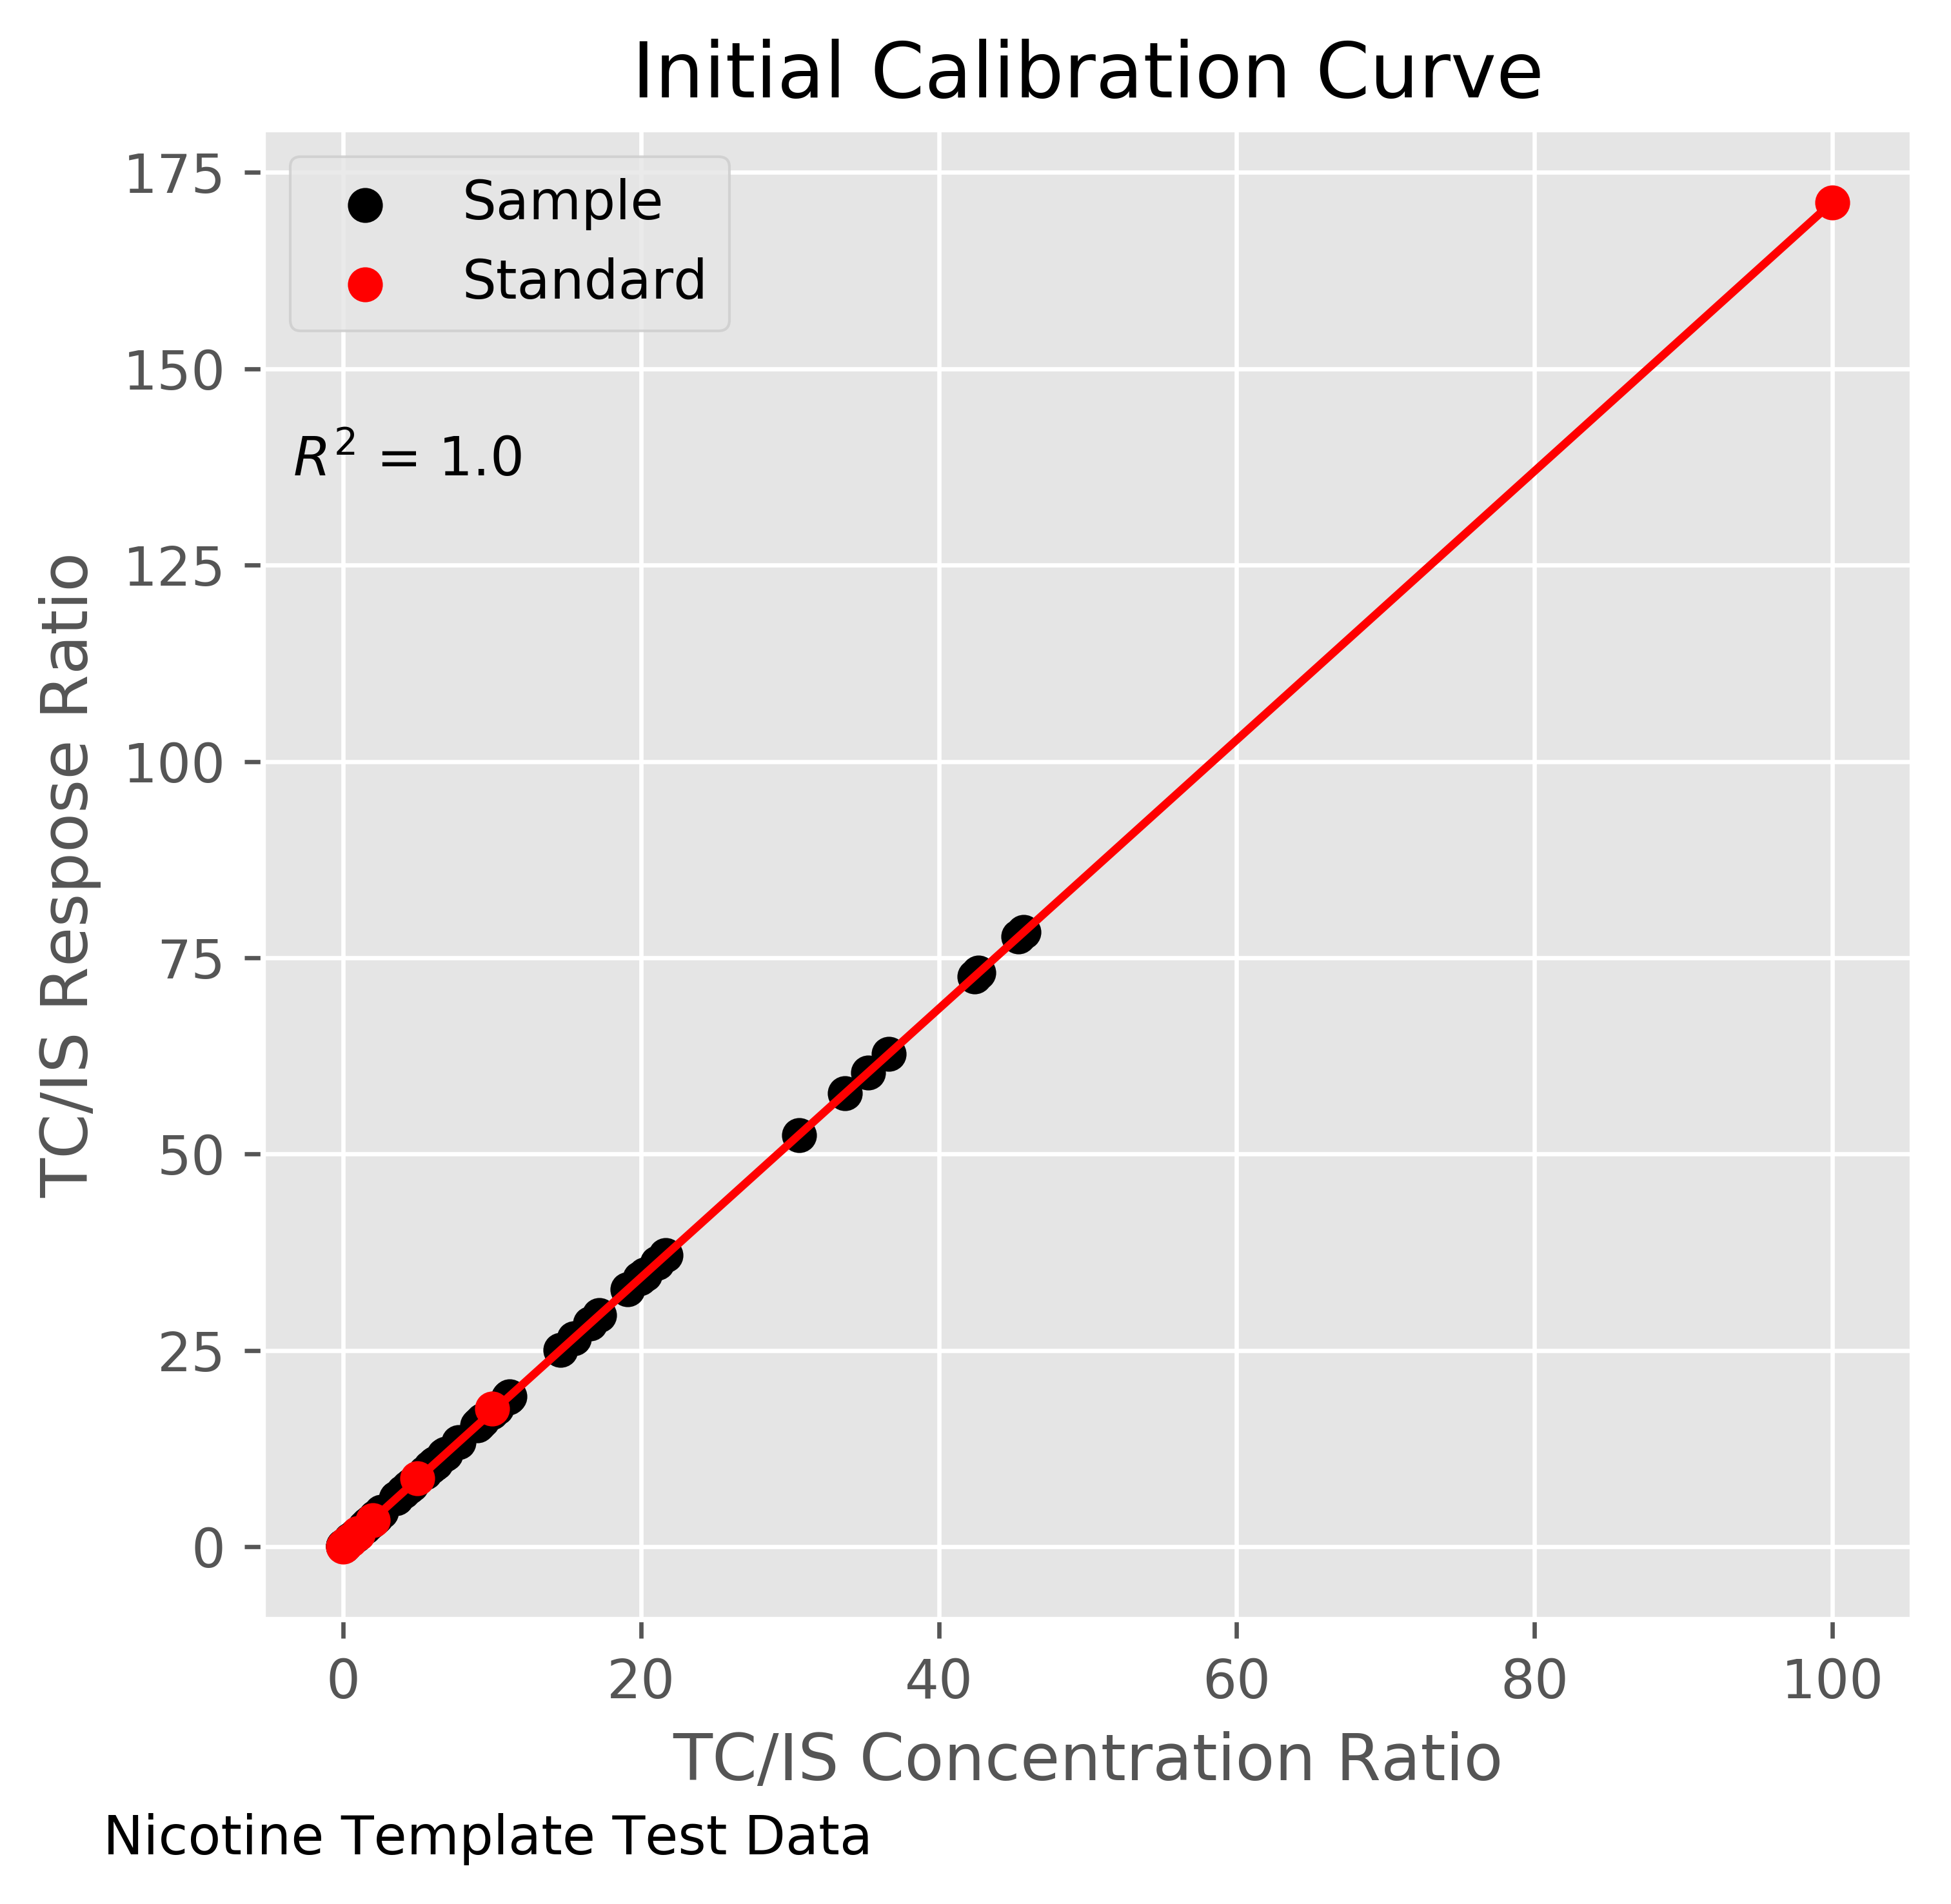 Initial Calibration Curve
175
150
125
100
75
50
25
0
TC/IS Respose Ratio
Sample
Standard
R² = 1.0
0 20 40 60 80 100
TC/IS Concentration Ratio
Nicotine Template Test Data